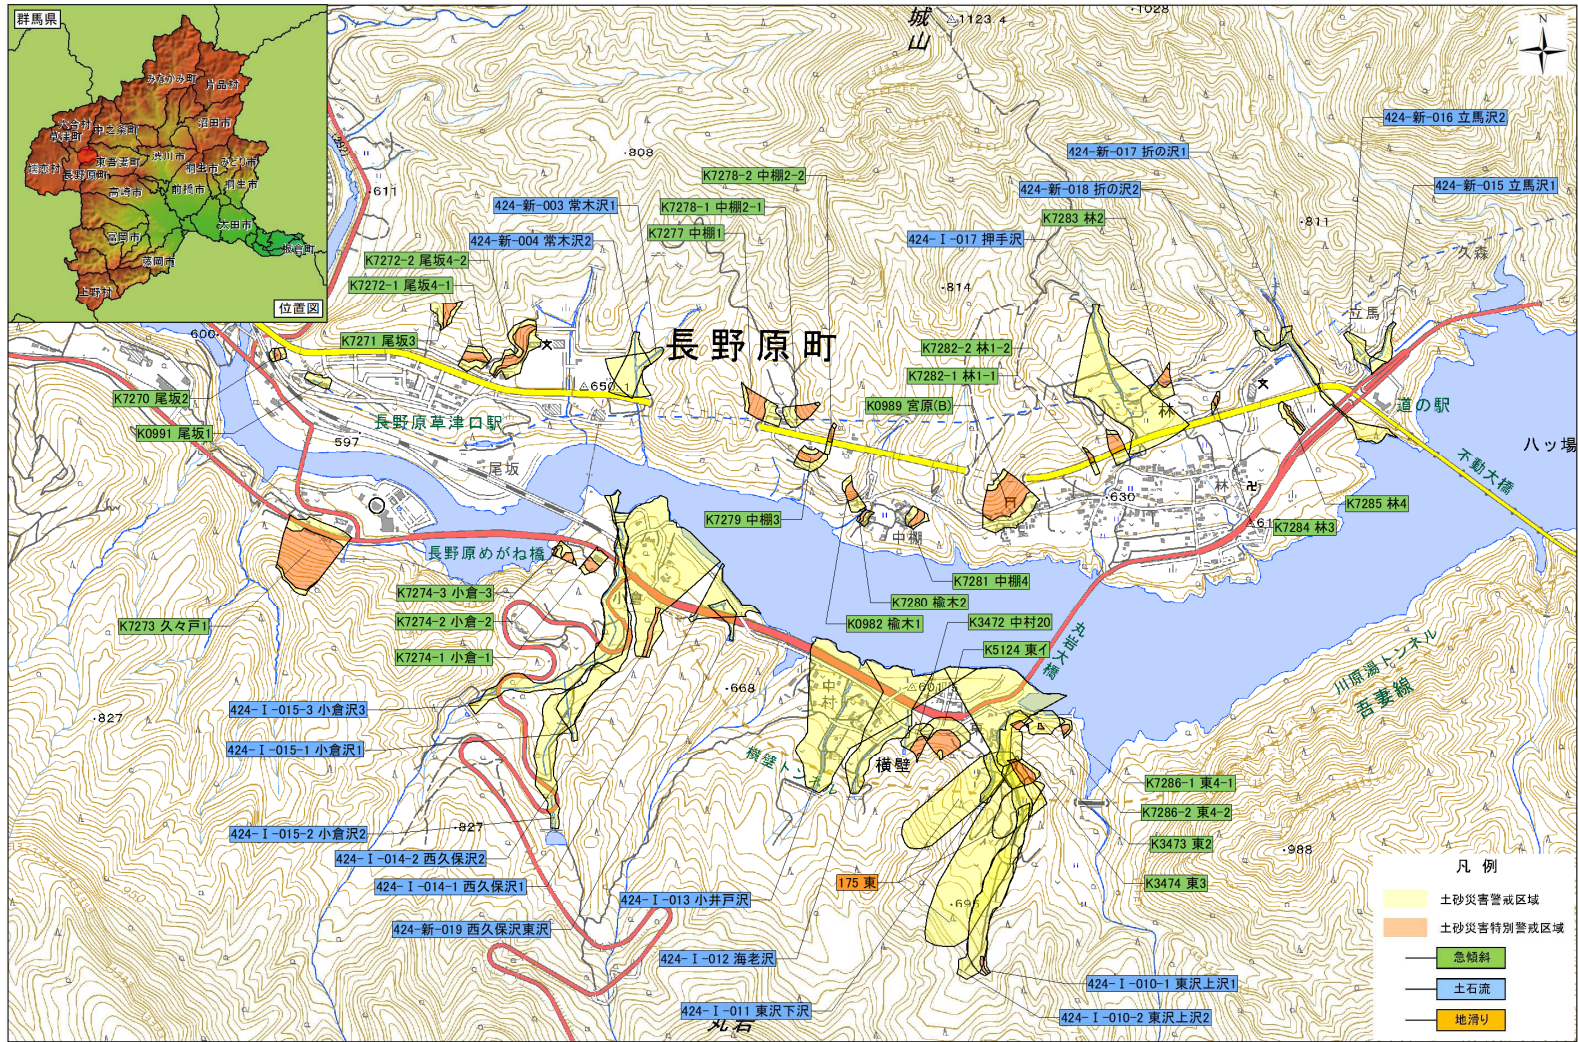 群馬県
みなかみ町
片品村
沼田市
六合村
中之条町
草津町
嬬恋村
長野原町
東吾妻町
渋川市
桐生市
みどり市
高崎市
前橋市
桐生市
太田市
板倉町
富岡市
藤岡市
上野村
位置図
城山
△1123.4
・1028
N
・808
・611
・814
・811
久森
立馬
424-新-016 立馬沢2
424-新-017 折の沢1
424-新-015 立馬沢1
424-新-018 折の沢2
K7283 林2
424-Ⅰ-017 押手沢
K7278-2 中棚2-2
K7278-1 中棚2-1
K7277 中棚1
424-新-003 常木沢1
424-新-004 常木沢2
K7272-2 尾坂4-2
K7272-1 尾坂4-1
K7271 尾坂3
600
長野原町
△650.1
K7282-2 林1-2
K7282-1 林1-1
K0989 宮原(B)
K7270 尾坂2
K0991 尾坂1
長野原草津口駅
597
尾坂
林
道の駅
八ッ場
不動大橋
K7285 林4
K7284 林3
・630
林
K7279 中棚3
中棚
K7281 中棚4
K7280 楡木2
K0982 楡木1
長野原めがね橋
K7274-3 小倉-3
K7274-2 小倉-2
K7274-1 小倉-1
K7273 久々戸1
小倉
K3472 中村20
K5124 東イ
丸岩大橋
川原湯トンネル
吾妻線
・668
中村
△601
東
横壁
横壁トンネル
・827
424-Ⅰ-015-3 小倉沢3
424-Ⅰ-015-1 小倉沢1
424-Ⅰ-015-2 小倉沢2
・827
424-Ⅰ-014-2 西久保沢2
424-Ⅰ-014-1 西久保沢1
424-新-019 西久保沢東沢
424-Ⅰ-013 小井戸沢
424-Ⅰ-012 海老沢
424-Ⅰ-011 東沢下沢
丸岩
175 東
・696
K7286-1 東4-1
K7286-2 東4-2
K3473 東2
K3474 東3
・988
424-Ⅰ-010-1 東沢上沢1
424-Ⅰ-010-2 東沢上沢2
凡 例
土砂災害警戒区域
土砂災害特別警戒区域
急傾斜
土石流
地滑り